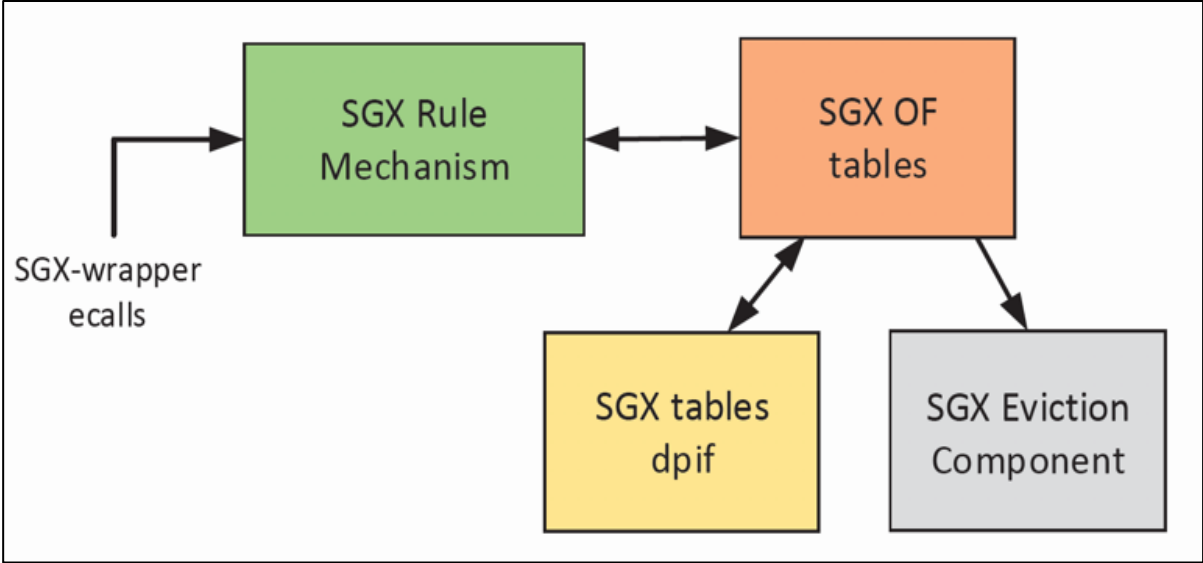 SGX Rule
Mechanism
SGX OF
tables
SGX-wrapper
ecalls
SGX tables
dpif
SGX Eviction
Component